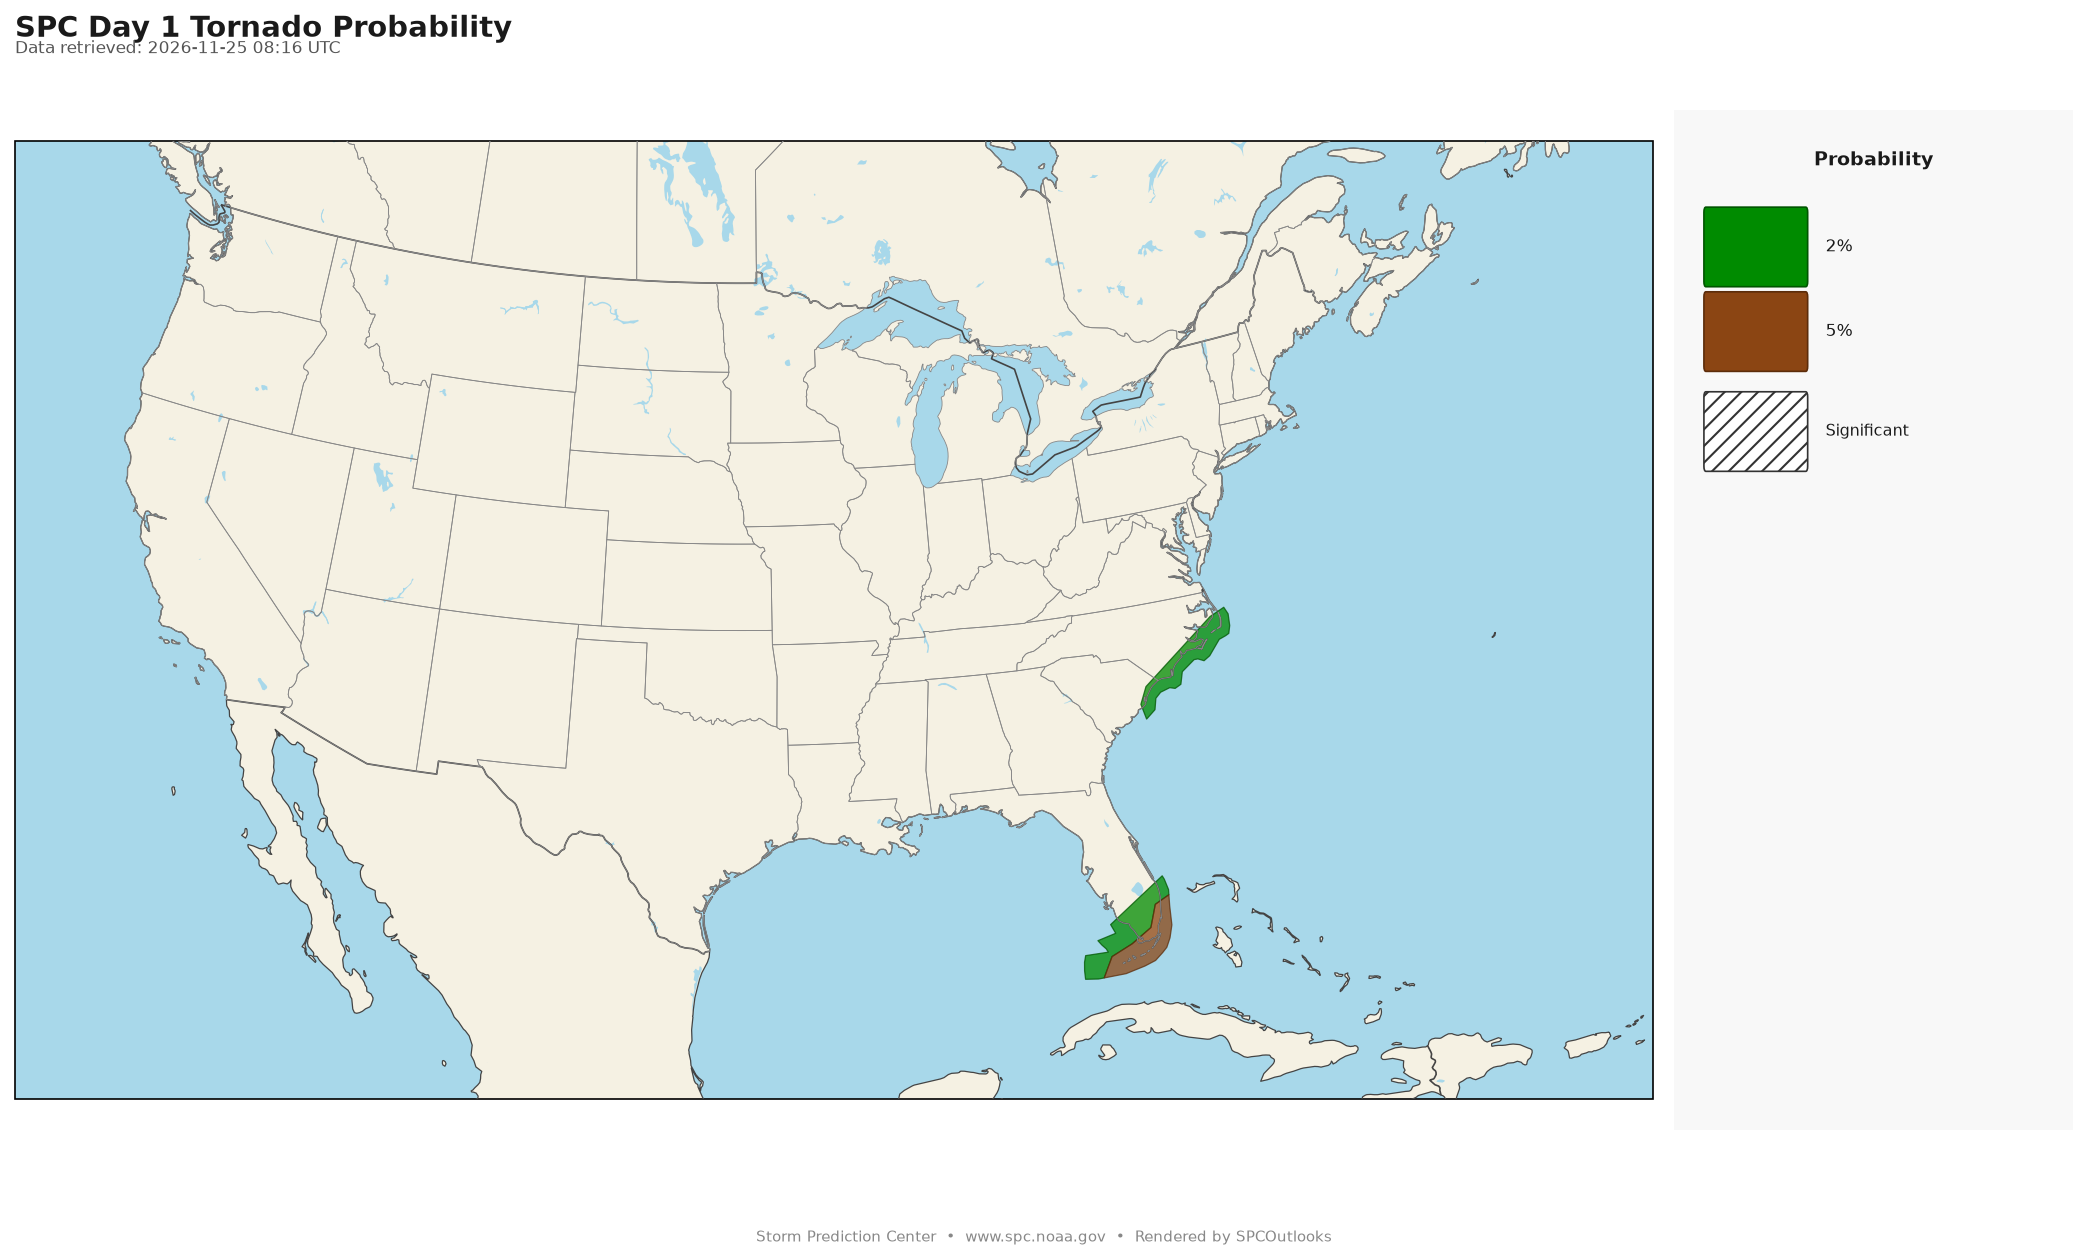 SPC Day 1 Tornado Probability
Data retrieved: 2026-11-25 08:16 UTC
Probability
2%
5%
Significant
Storm Prediction Center • www.spc.noaa.gov • Rendered by SPCOutlooks